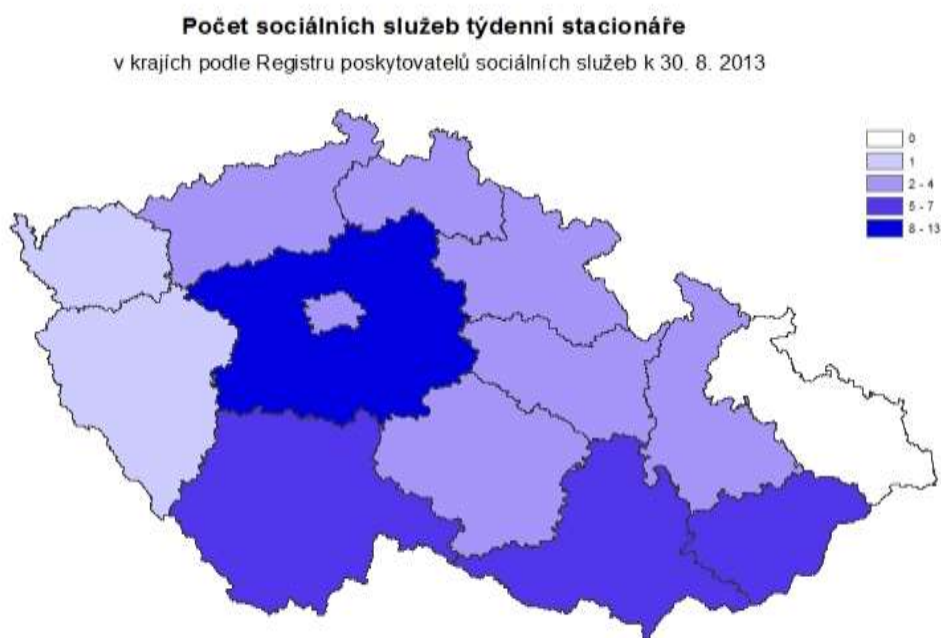 Počet sociálních služeb týdenní stacionáře
v krajích podle Registru poskytovatelů sociálních služeb k 30. 8. 2013
0
1
2 - 4
5 - 7
8 - 13